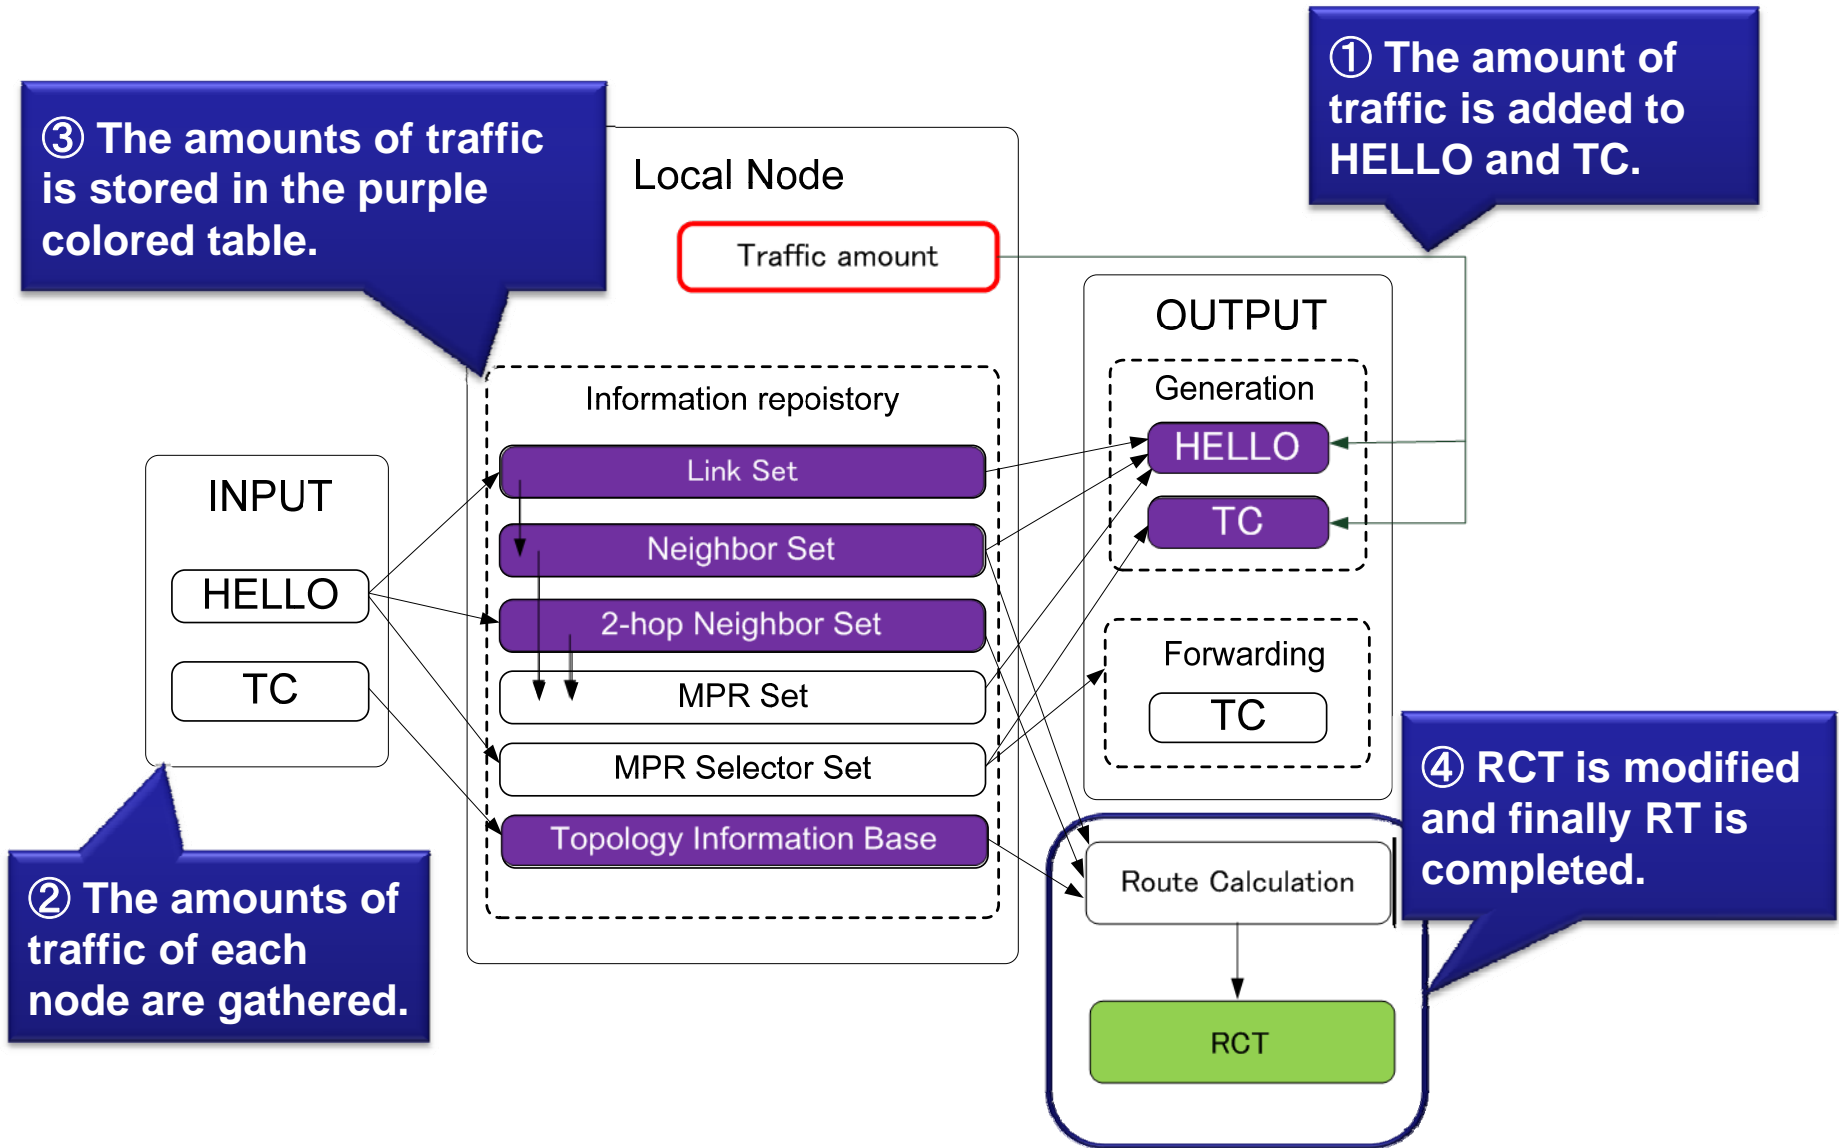 ① The amount of
traffic is added to
HELLO and TC.
③ The amounts of traffic
is stored in the purple
colored table.
Local Node
Traffic amount
OUTPUT
Generation
HELLO
TC
Forwarding
TC
Information repoistory
Link Set
Neighbor Set
2-hop Neighbor Set
MPR Set
MPR Selector Set
Topology Information Base
INPUT
HELLO
TC
② The amounts of
traffic of each
node are gathered.
④ RCT is modified
and finally RT is
completed.
Route Calculation
RCT